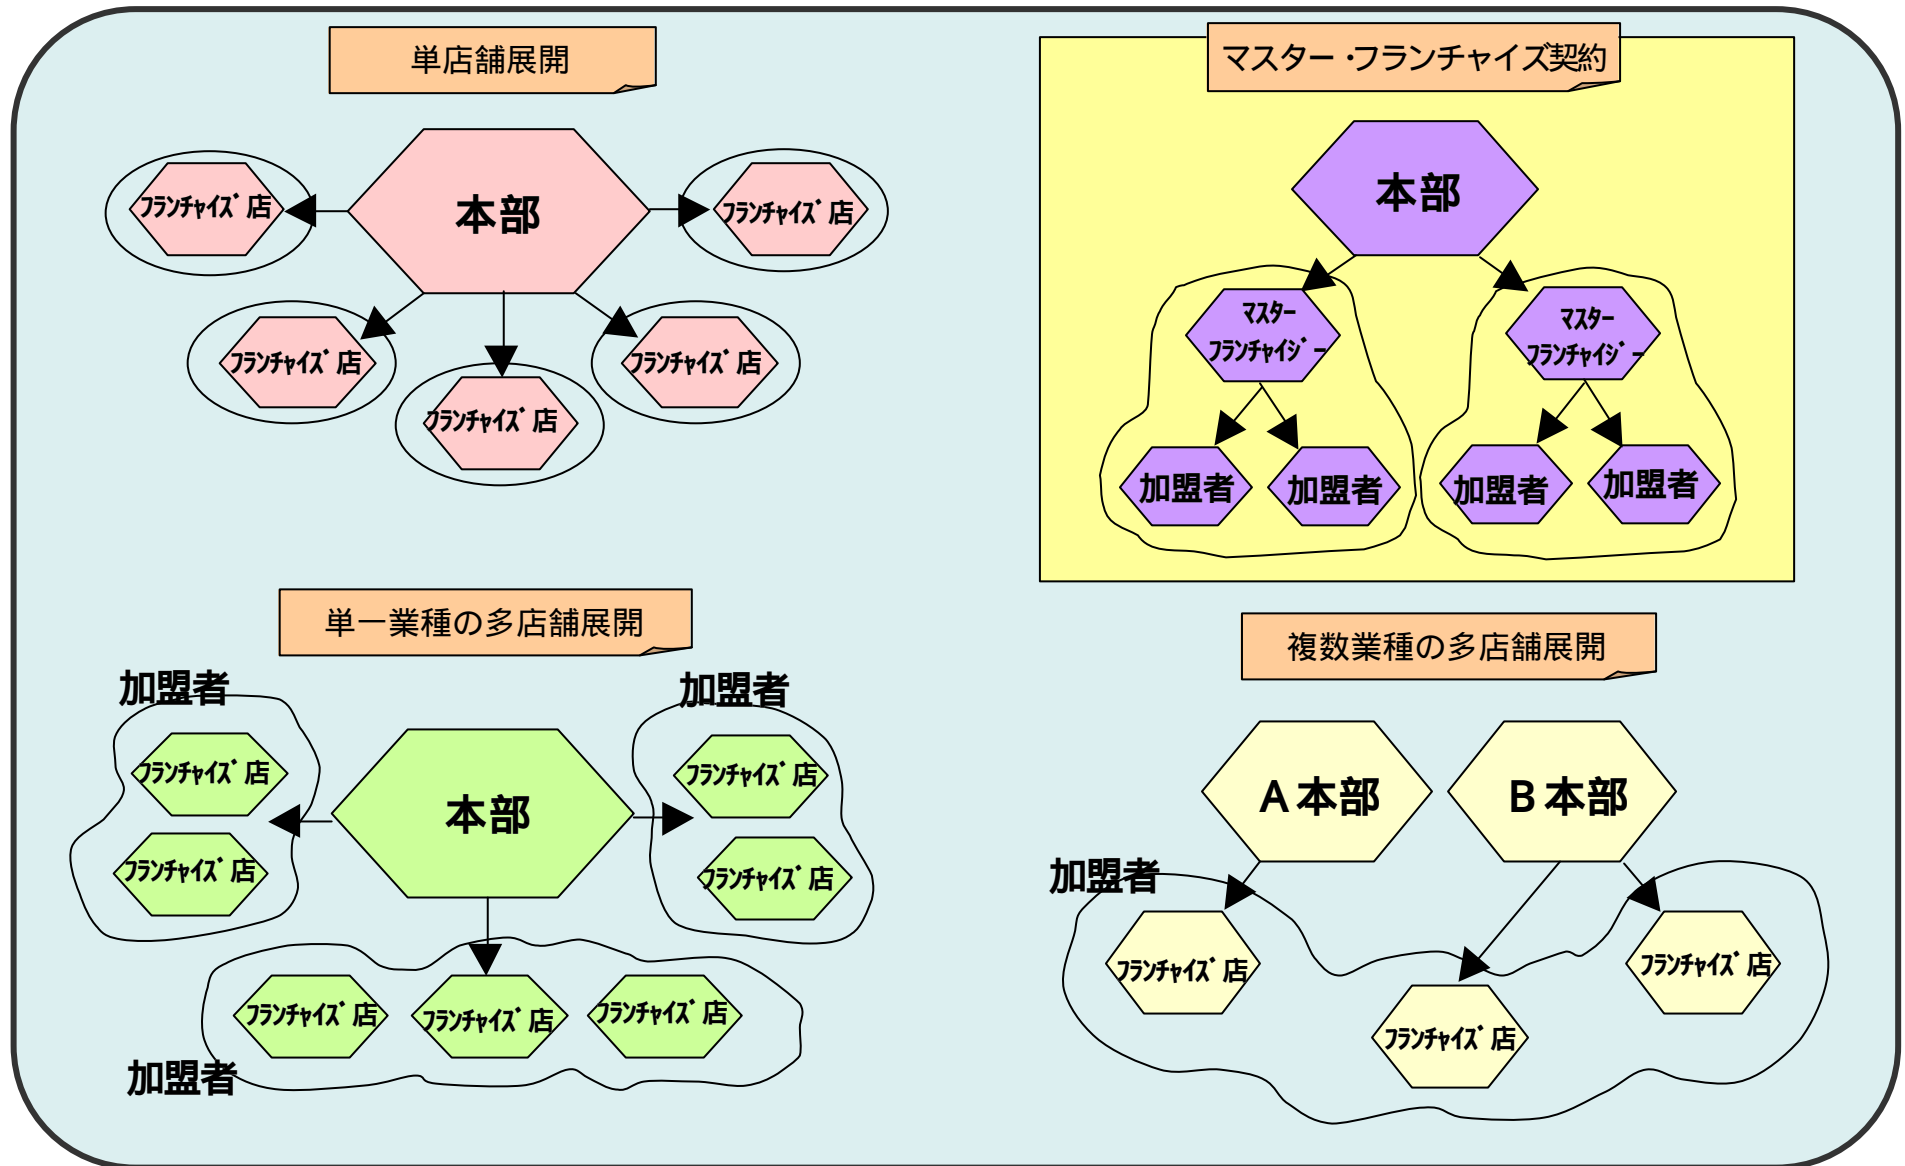 単店舗展開
本部
ﾌﾗﾝﾁｬｲｽﾞ店
ﾌﾗﾝﾁｬｲｽﾞ店
ﾌﾗﾝﾁｬｲｽﾞ店
ﾌﾗﾝﾁｬｲｽﾞ店
ﾌﾗﾝﾁｬｲｽﾞ店
マスター・フランチャイズ契約
本部
ﾏｽﾀｰ
ﾌﾗﾝﾁｬｲｼﾞｰ
ﾏｽﾀｰ
ﾌﾗﾝﾁｬｲｼﾞｰ
加盟者
加盟者
加盟者
加盟者
単一業種の多店舗展開
加盟者
加盟者
ﾌﾗﾝﾁｬｲｽﾞ店
ﾌﾗﾝﾁｬｲｽﾞ店
本部
ﾌﾗﾝﾁｬｲｽﾞ店
ﾌﾗﾝﾁｬｲｽﾞ店
ﾌﾗﾝﾁｬｲｽﾞ店
ﾌﾗﾝﾁｬｲｽﾞ店
ﾌﾗﾝﾁｬｲｽﾞ店
加盟者
複数業種の多店舗展開
A本部
B本部
加盟者
ﾌﾗﾝﾁｬｲｽﾞ店
ﾌﾗﾝﾁｬｲｽﾞ店
ﾌﾗﾝﾁｬｲｽﾞ店